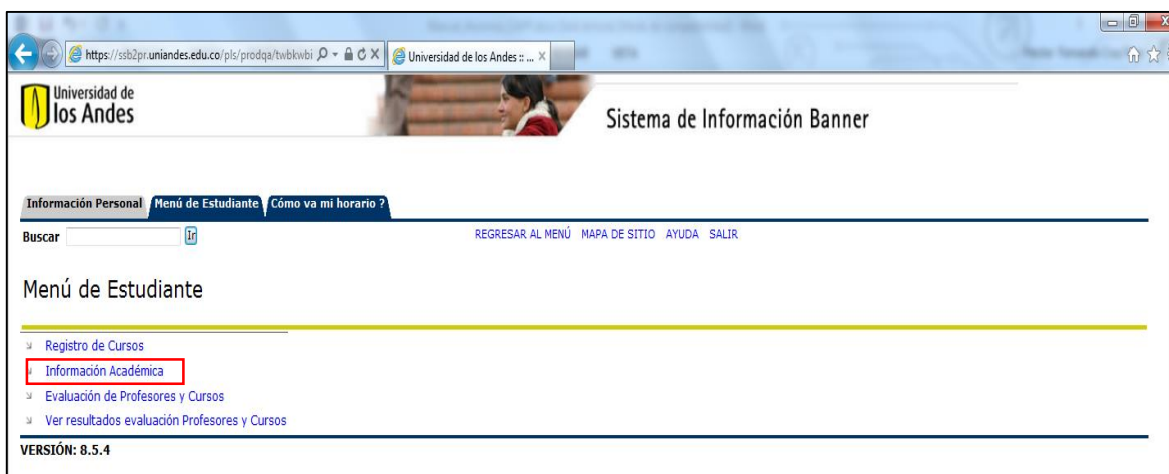 https://ssb2pr.uniandes.edu.co/pls/prodqa/twbkwbi
Universidad de los Andes :: ...
Universidad de
los Andes
Sistema de Información Banner
Información Personal Menú de Estudiante Cómo va mi horario ?
Buscar Ir REGRESAR AL MENÚ MAPA DE SITIO AYUDA SALIR
Menú de Estudiante
Registro de Cursos
Información Académica
Evaluación de Profesores y Cursos
Ver resultados evaluación Profesores y Cursos
VERSIÓN: 8.5.4